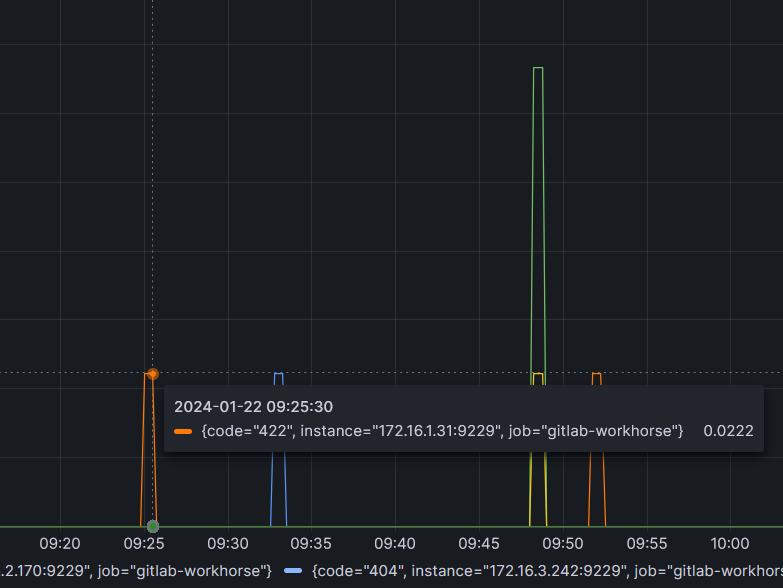 2024-01-22 09:25:30
{code="422", instance="172.16.1.31:9229", job="gitlab-workhorse"} 0.0222
09:20 09:25 09:30 09:35 09:40 09:45 09:50 09:55 10:00
.2.170:9229", job="gitlab-workhorse"} {code="404", instance="172.16.3.242:9229", job="gitlab-workhors